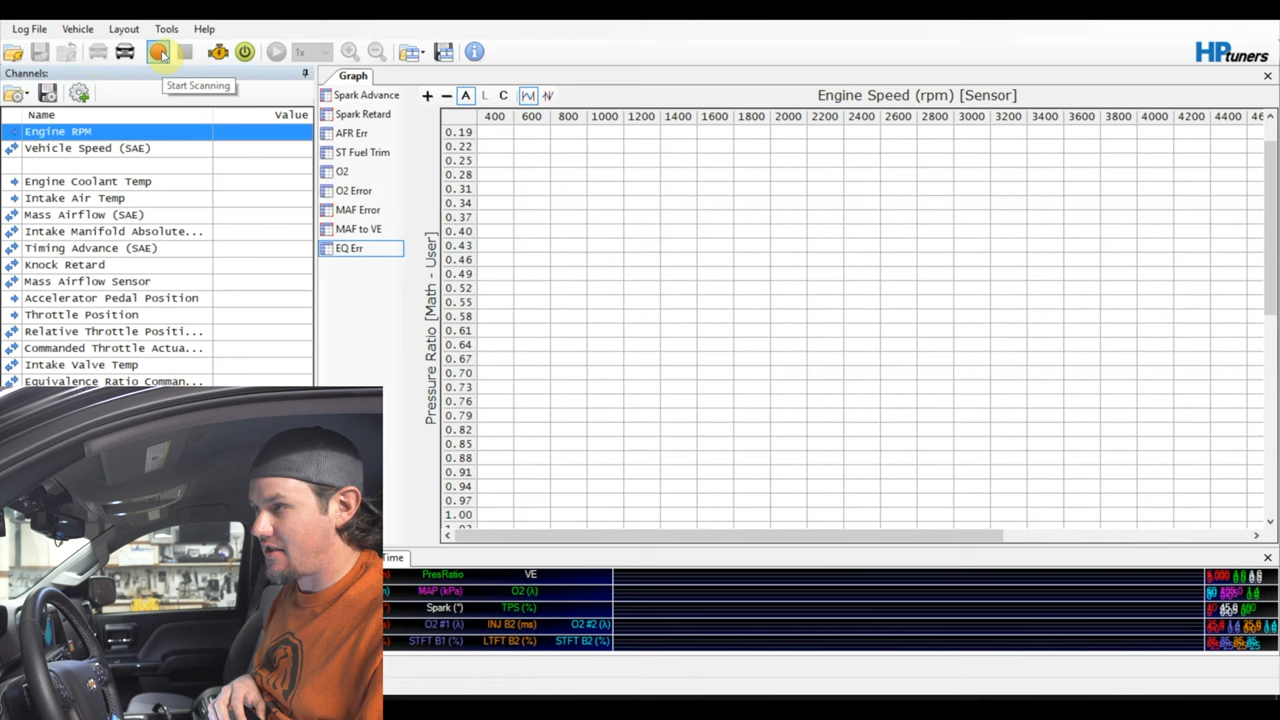 Log File Vehicle Layout Tools Help
1x
HPtuners
Channels:
Start Scanning
Graph
Name Value
Engine RPM
Vehicle Speed (SAE)
Engine Coolant Temp
Intake Air Temp
Mass Airflow (SAE)
Intake Manifold Absolute...
Timing Advance (SAE)
Knock Retard
Mass Airflow Sensor
Accelerator Pedal Position
Throttle Position
Relative Throttle Positi...
Commanded Throttle Actua...
Intake Valve Temp
Equivalence Ratio Comman...
Spark Advance
Spark Retard
AFR Err
ST Fuel Trim
O2
O2 Error
MAF Error
MAF to VE
EQ Err
A L C
Engine Speed (rpm) [Sensor]
400 600 800 1000 1200 1400 1600 1800 2000 2200 2400 2600 2800 3000 3200 3400 3600 3800 4000 4200 4400 46
Pressure Ratio [Math - User]
0.19
0.22
0.25
0.28
0.31
0.34
0.37
0.40
0.43
0.46
0.49
0.52
0.55
0.58
0.61
0.64
0.67
0.70
0.73
0.76
0.79
0.82
0.85
0.88
0.91
0.94
0.97
1.00
Time
PresRatio VE
MAP (kPa) O2 (λ)
Spark (°) TPS (%)
O2 #1 (λ) INJ B2 (ms) O2 #2 (λ)
STFT B1 (%) LTFT B2 (%) STFT B2 (%)